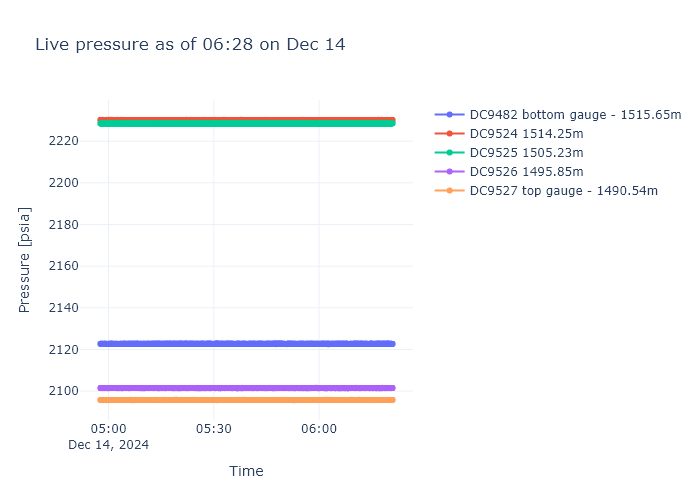 Live pressure as of 06:28 on Dec 14
DC9482 bottom gauge - 1515.65m
DC9524 1514.25m
DC9525 1505.23m
DC9526 1495.85m
DC9527 top gauge - 1490.54m
Pressure [psia]
2220
2200
2180
2160
2140
2120
2100
05:00
Dec 14, 2024
05:30
06:00
Time